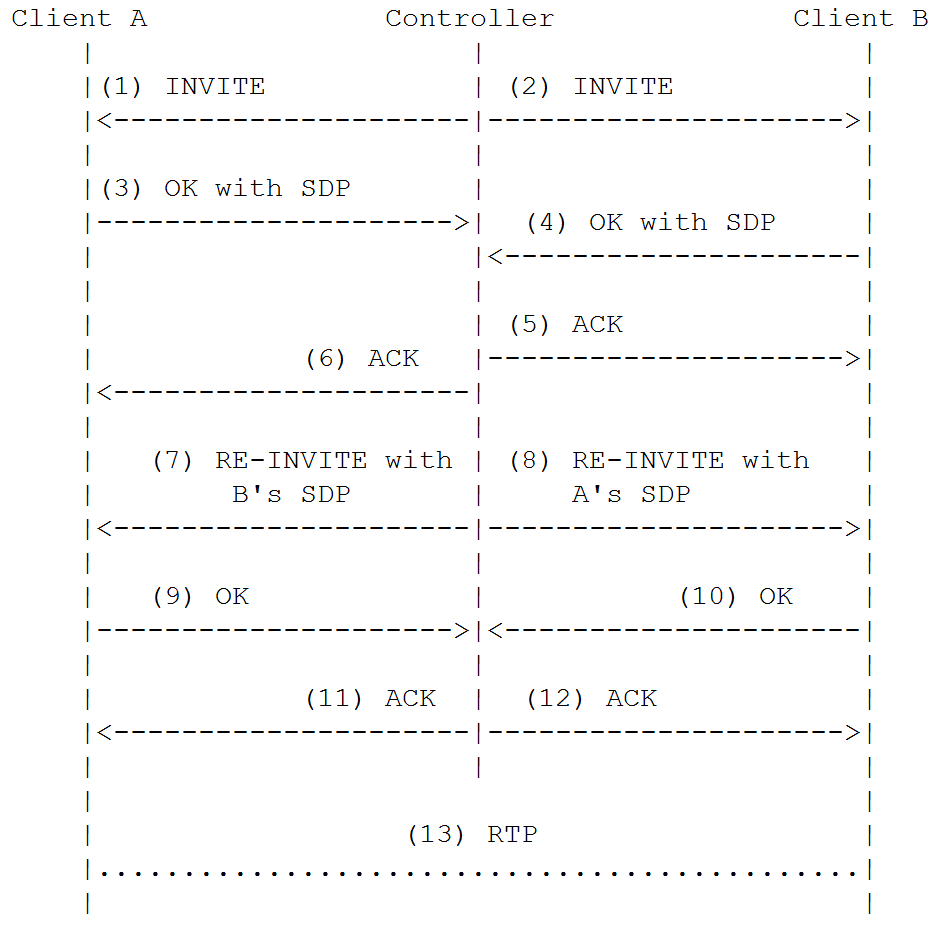 Client A Controller Client B
(1) INVITE (2) INVITE
(3) OK with SDP
(4) OK with SDP
(5) ACK
(6) ACK
(7) RE-INVITE with (8) RE-INVITE with
B's SDP A's SDP
(9) OK (10) OK
(11) ACK (12) ACK
(13) RTP